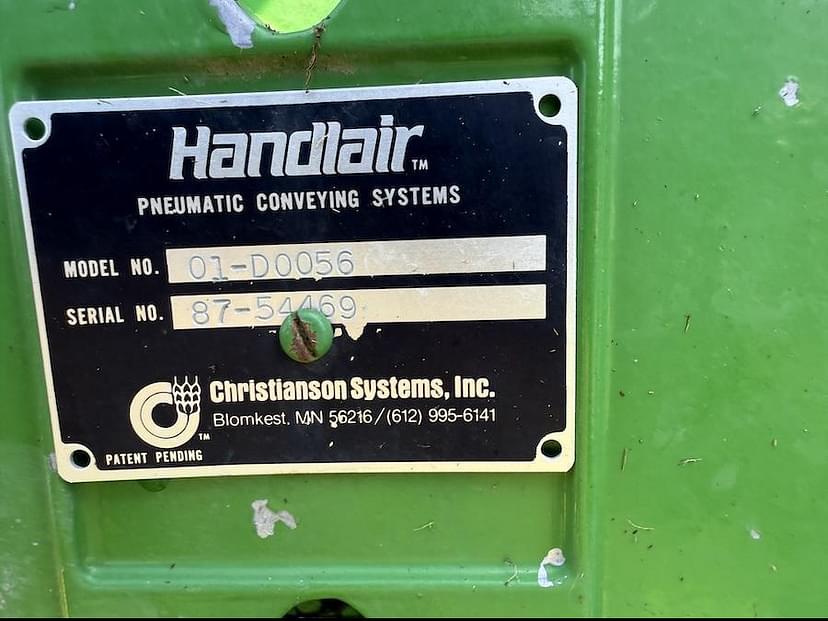 Handlair™
PNEUMATIC CONVEYING SYSTEMS
MODEL NO. 01-D0056
SERIAL NO. 87-54469
Christianson Systems, Inc.
Blomkest, MN 56216/(612) 995-6141
TM
PATENT PENDING